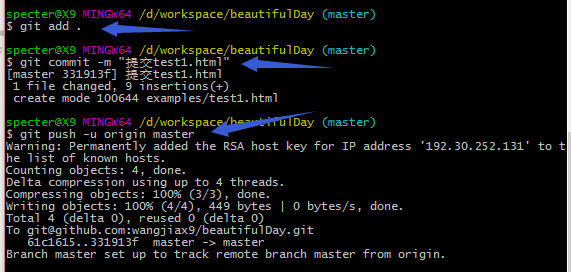 specter@X9 MINGW64 /d/workspace/beautifulDay (master)
$ git add .
specter@X9 MINGW64 /d/workspace/beautifulDay (master)
$ git commit -m "提交test1.html"
[master 331913f] 提交test1.html
 1 file changed, 9 insertions(+)
 create mode 100644 examples/test1.html
specter@X9 MINGW64 /d/workspace/beautifulDay (master)
$ git push -u origin master
Warning: Permanently added the RSA host key for IP address '192.30.252.131' to t
he list of known hosts.
Counting objects: 4, done.
Delta compression using up to 4 threads.
Compressing objects: 100% (3/3), done.
Writing objects: 100% (4/4), 449 bytes | 0 bytes/s, done.
Total 4 (delta 0), reused 0 (delta 0)
To git@github.com:wangjiax9/beautifulDay.git
   61c1615..331913f  master -> master
Branch master set up to track remote branch master from origin.